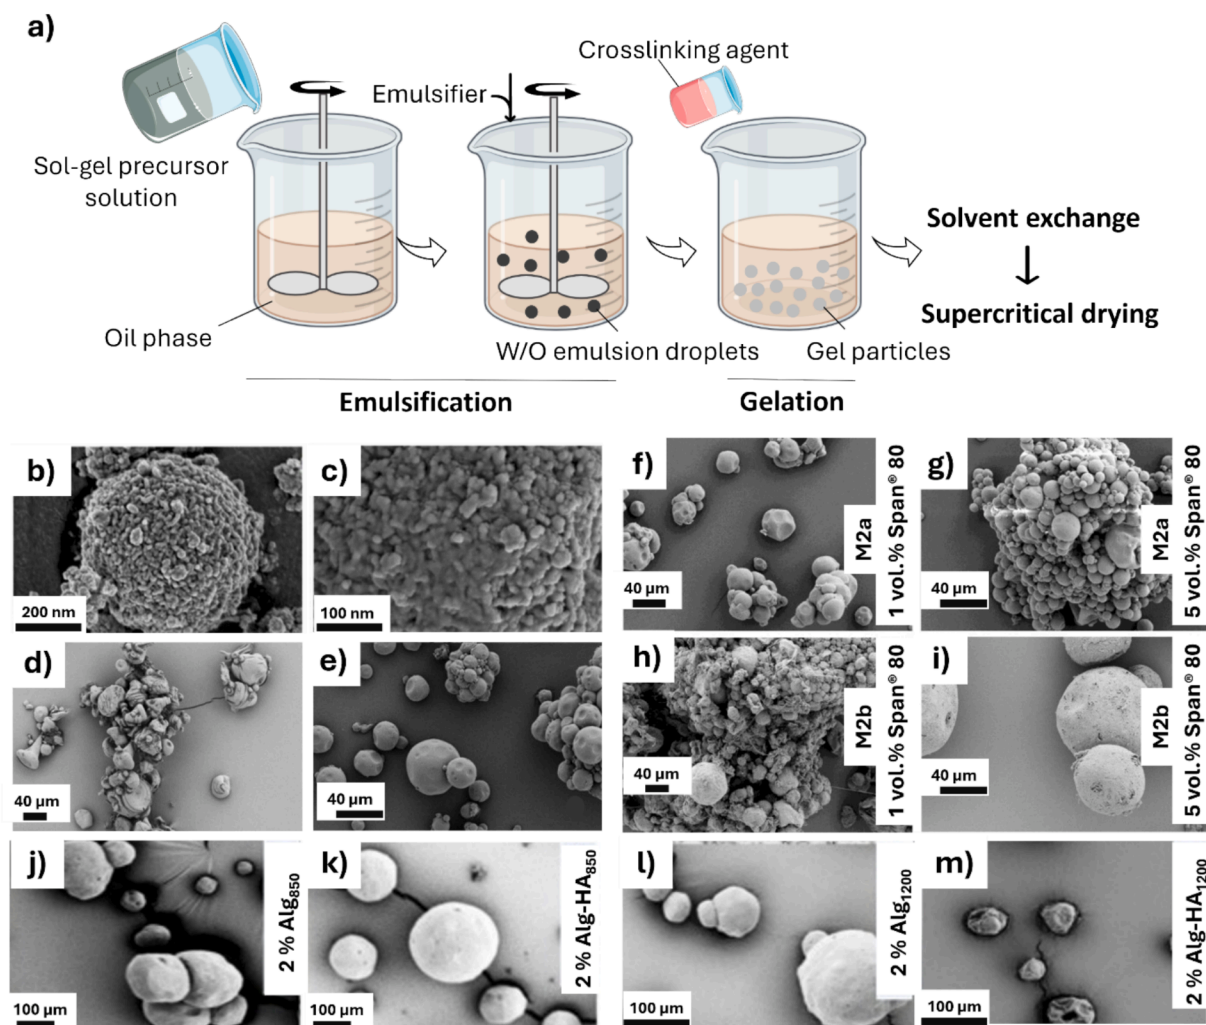 a)
Crosslinking agent
Emulsifier
Sol-gel precursor
solution
Solvent exchange
Supercritical drying
Oil phase
W/O emulsion droplets
Gel particles
Emulsification
Gelation
b)
200 nm
c)
100 nm
f)
40 µm
M2a
1 vol.% Span® 80
g)
40 µm
M2a
5 vol.% Span® 80
d)
40 µm
e)
40 µm
h)
40 µm
M2b
1 vol.% Span® 80
i)
40 µm
M2b
5 vol.% Span® 80
j)
100 µm
2 % Alg850
k)
100 µm
2 % Alg-HA850
l)
100 µm
2 % Alg1200
m)
100 µm
2 % Alg-HA1200